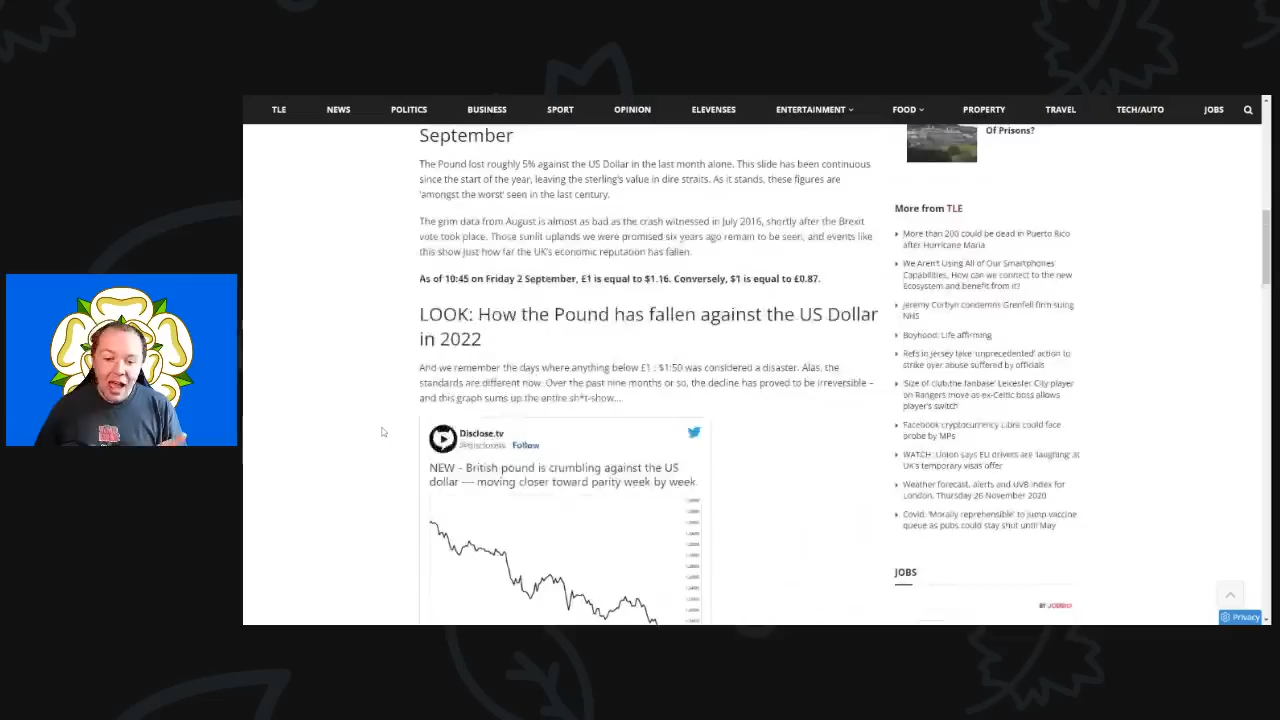 TLE NEWS POLITICS BUSINESS SPORT OPINION ELEVENSES ENTERTAINMENT FOOD PROPERTY TRAVEL TECH/AUTO JOBS
September
The Pound lost roughly 5% against the US Dollar in the last month alone. This slide has been continuous
since the start of the year, leaving the sterling's value in dire straits. As it stands, these figures are
'amongst the worst' seen in the last century.
The grim data from August is almost as bad as the crash witnessed in July 2016, shortly after the Brexit
vote took place. Those sunlit uplands we were promised six years ago remain to be seen, and events like
this show just how far the UK's economic reputation has fallen.
As of 10:45 on Friday 2 September, £1 is equal to $1.16. Conversely, $1 is equal to £0.87.
LOOK: How the Pound has fallen against the US Dollar
in 2022
And we remember the days where anything below £1 : $1:50 was considered a disaster. Alas, the
standards are different now. Over the past nine months or so, the decline has proved to be irreversible –
and this graph sums up the entire sh*t-show...
Disclose.tv
@disclosetv Follow
NEW - British pound is crumbling against the US
dollar — moving closer toward parity week by week.
Of Prisons?
More from TLE
More than 200 could be dead in Puerto Rico
after Hurricane Maria
We Aren't Using All of Our Smartphones'
Capabilities, How can we connect to the new
Ecosystem and benefit from it?
Jeremy Corbyn condemns Grenfell firm suing
NHS
Boyhood: Life affirming
Refs in Jersey take 'unprecedented' action to
strike over abuse suffered by officials
'Size of club,the fanbase' Leicester City player
on Rangers move as ex-Celtic boss allows
player's switch
Facebook cryptocurrency Libra could face
probe by MPs
WATCH: Union says EU drivers are 'laughing' at
UK's temporary visas offer
Weather forecast, alerts and UVB index for
London, Thursday 26 November 2020
Covid: 'Morally reprehensible' to jump vaccine
queue as pubs could stay shut until May
JOBS
BY
Privacy